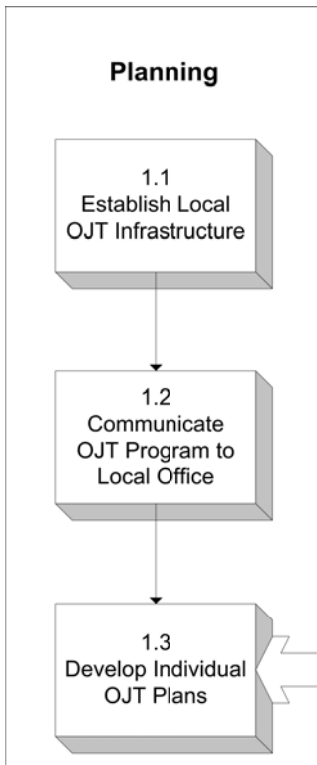 Planning
1.1
Establish Local
OJT Infrastructure
1.2
Communicate
OJT Program to
Local Office
1.3
Develop Individual
OJT Plans